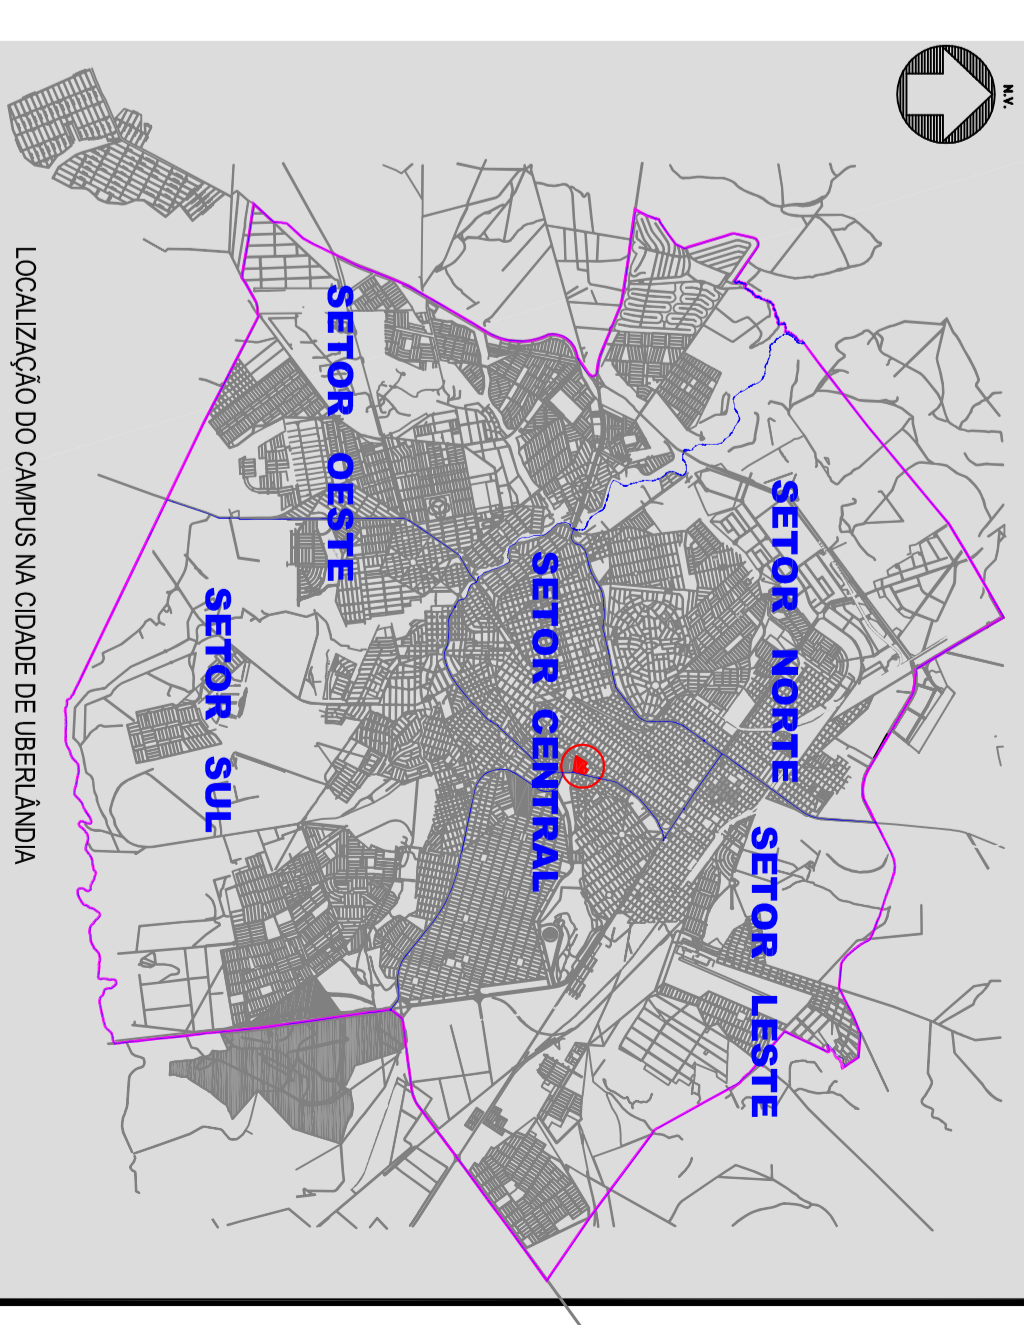 N.V.
SETOR NORTE
SETOR LESTE
SETOR CENTRAL
SETOR OESTE
SETOR SUL
LOCALIZAÇÃO DO CAMPUS NA CIDADE DE UBERLÂNDIA